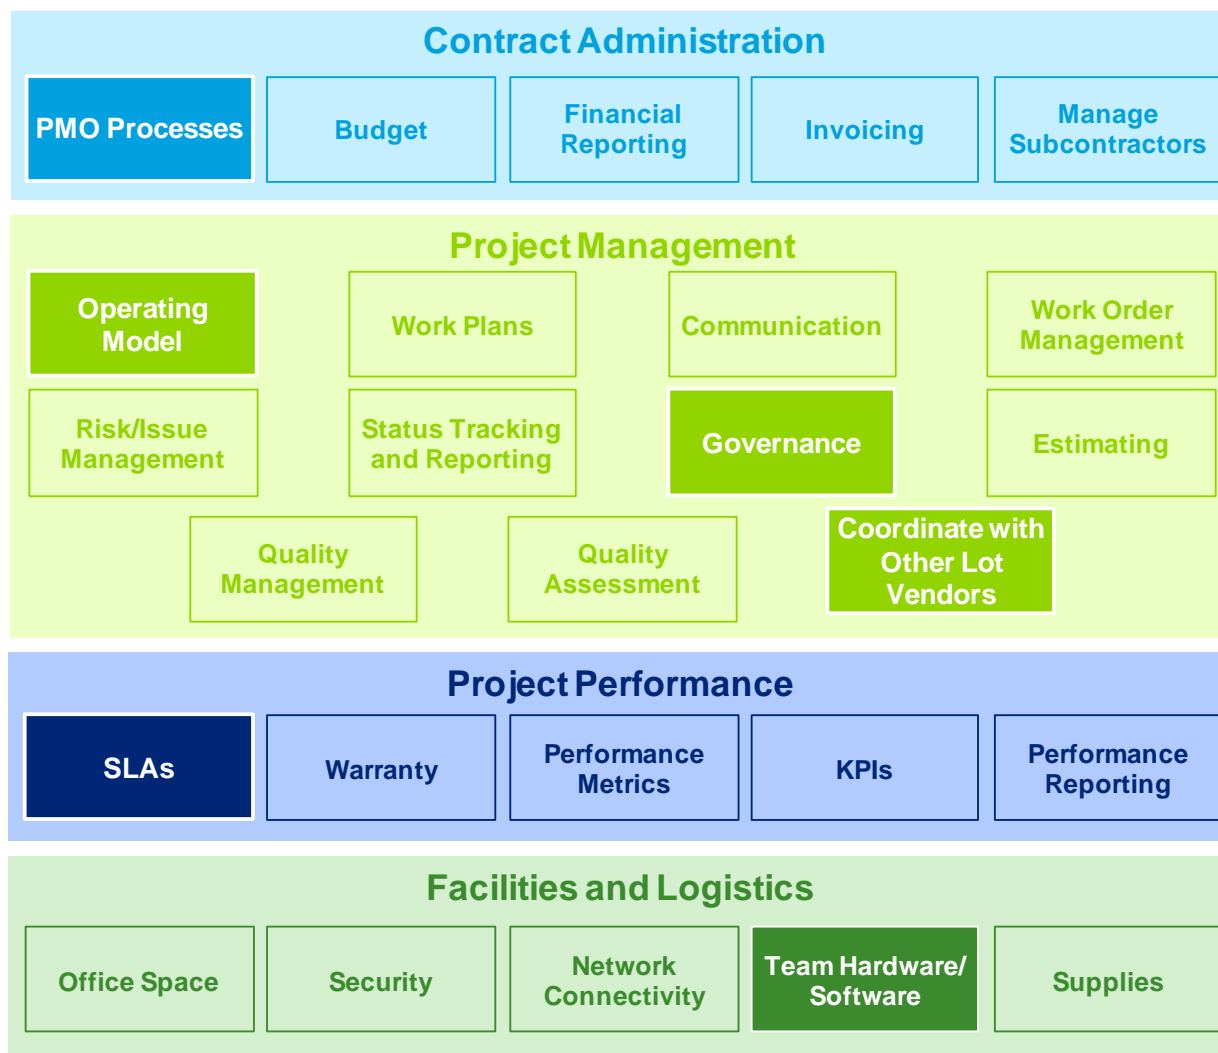 Contract Administration
PMO Processes
Budget
Financial
Reporting
Invoicing
Manage
Subcontractors
Project Management
Operating
Model
Work Plans
Communication
Work Order
Management
Risk/Issue
Management
Status Tracking
and Reporting
Governance
Estimating
Quality
Management
Quality
Assessment
Coordinate with
Other Lot
Vendors
Project Performance
SLAs
Warranty
Performance
Metrics
KPIs
Performance
Reporting
Facilities and Logistics
Office Space
Security
Network
Connectivity
Team Hardware/
Software
Supplies